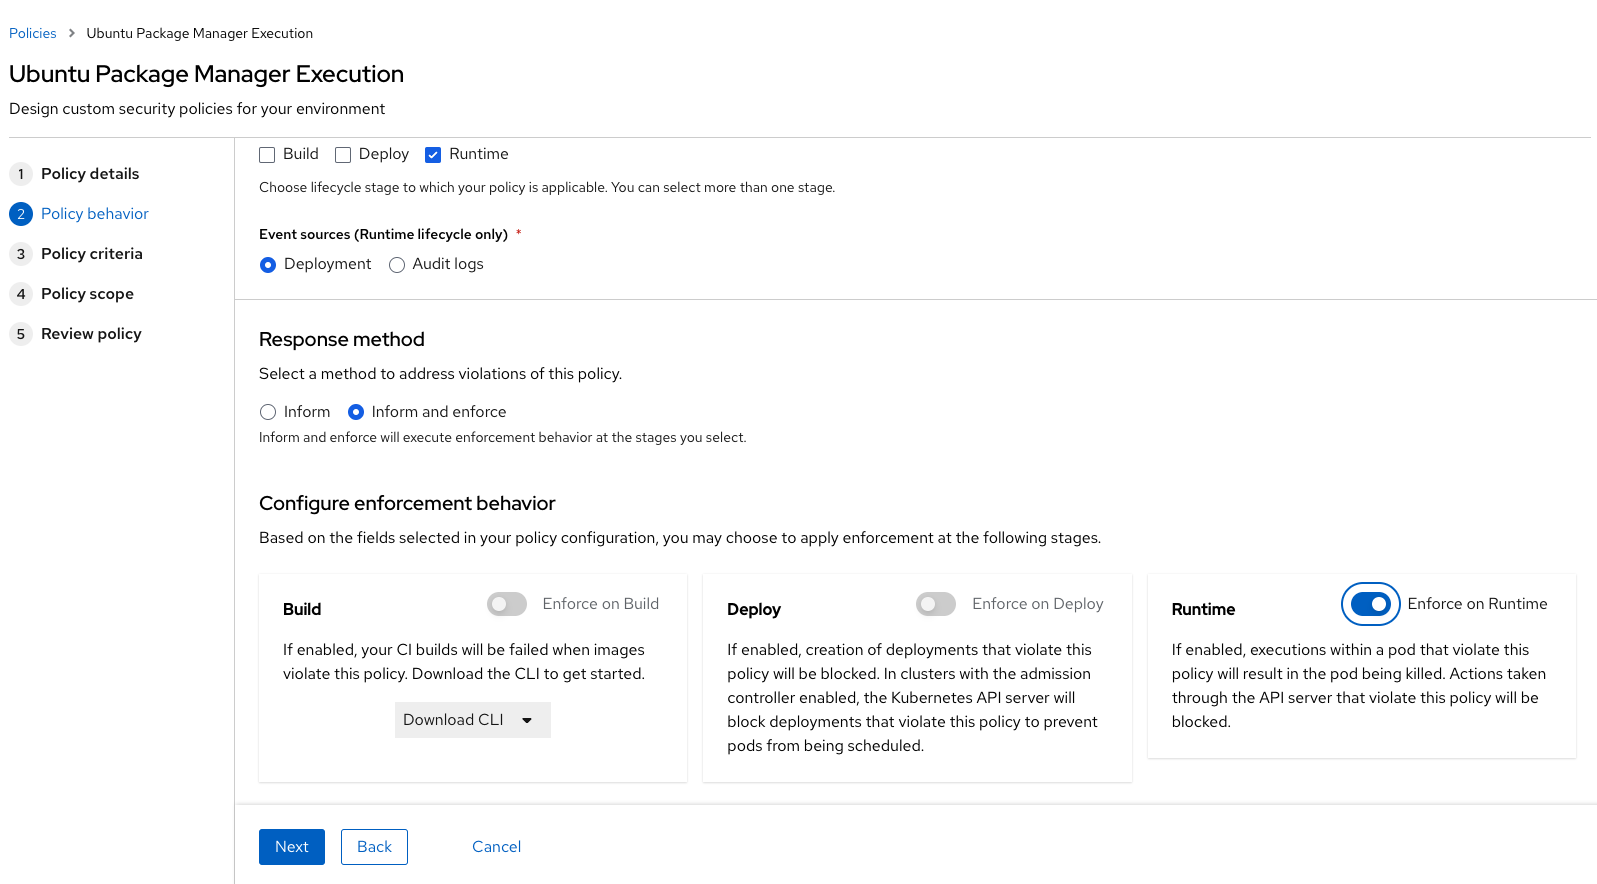 Policies > Ubuntu Package Manager Execution
Ubuntu Package Manager Execution
Design custom security policies for your environment
1 Policy details
2 Policy behavior
3 Policy criteria
4 Policy scope
5 Review policy
Build Deploy Runtime
Choose lifecycle stage to which your policy is applicable. You can select more than one stage.
Event sources (Runtime lifecycle only) *
Deployment Audit logs
Response method
Select a method to address violations of this policy.
Inform Inform and enforce
Inform and enforce will execute enforcement behavior at the stages you select.
Configure enforcement behavior
Based on the fields selected in your policy configuration, you may choose to apply enforcement at the following stages.
Build Enforce on Build
If enabled, your CI builds will be failed when images
violate this policy. Download the CLI to get started.
Download CLI
Deploy Enforce on Deploy
If enabled, creation of deployments that violate this
policy will be blocked. In clusters with the admission
controller enabled, the Kubernetes API server will
block deployments that violate this policy to prevent
pods from being scheduled.
Runtime Enforce on Runtime
If enabled, executions within a pod that violate this
policy will result in the pod being killed. Actions taken
through the API server that violate this policy will be
blocked.
Next Back Cancel